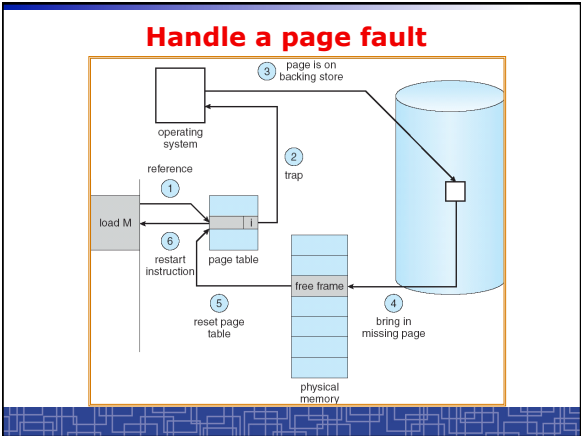 Handle a page fault
3
page is on
backing store
operating
system
2
trap
reference
1
load M
i
6
restart
instruction
page table
free frame
5
reset page
table
4
bring in
missing page
physical
memory